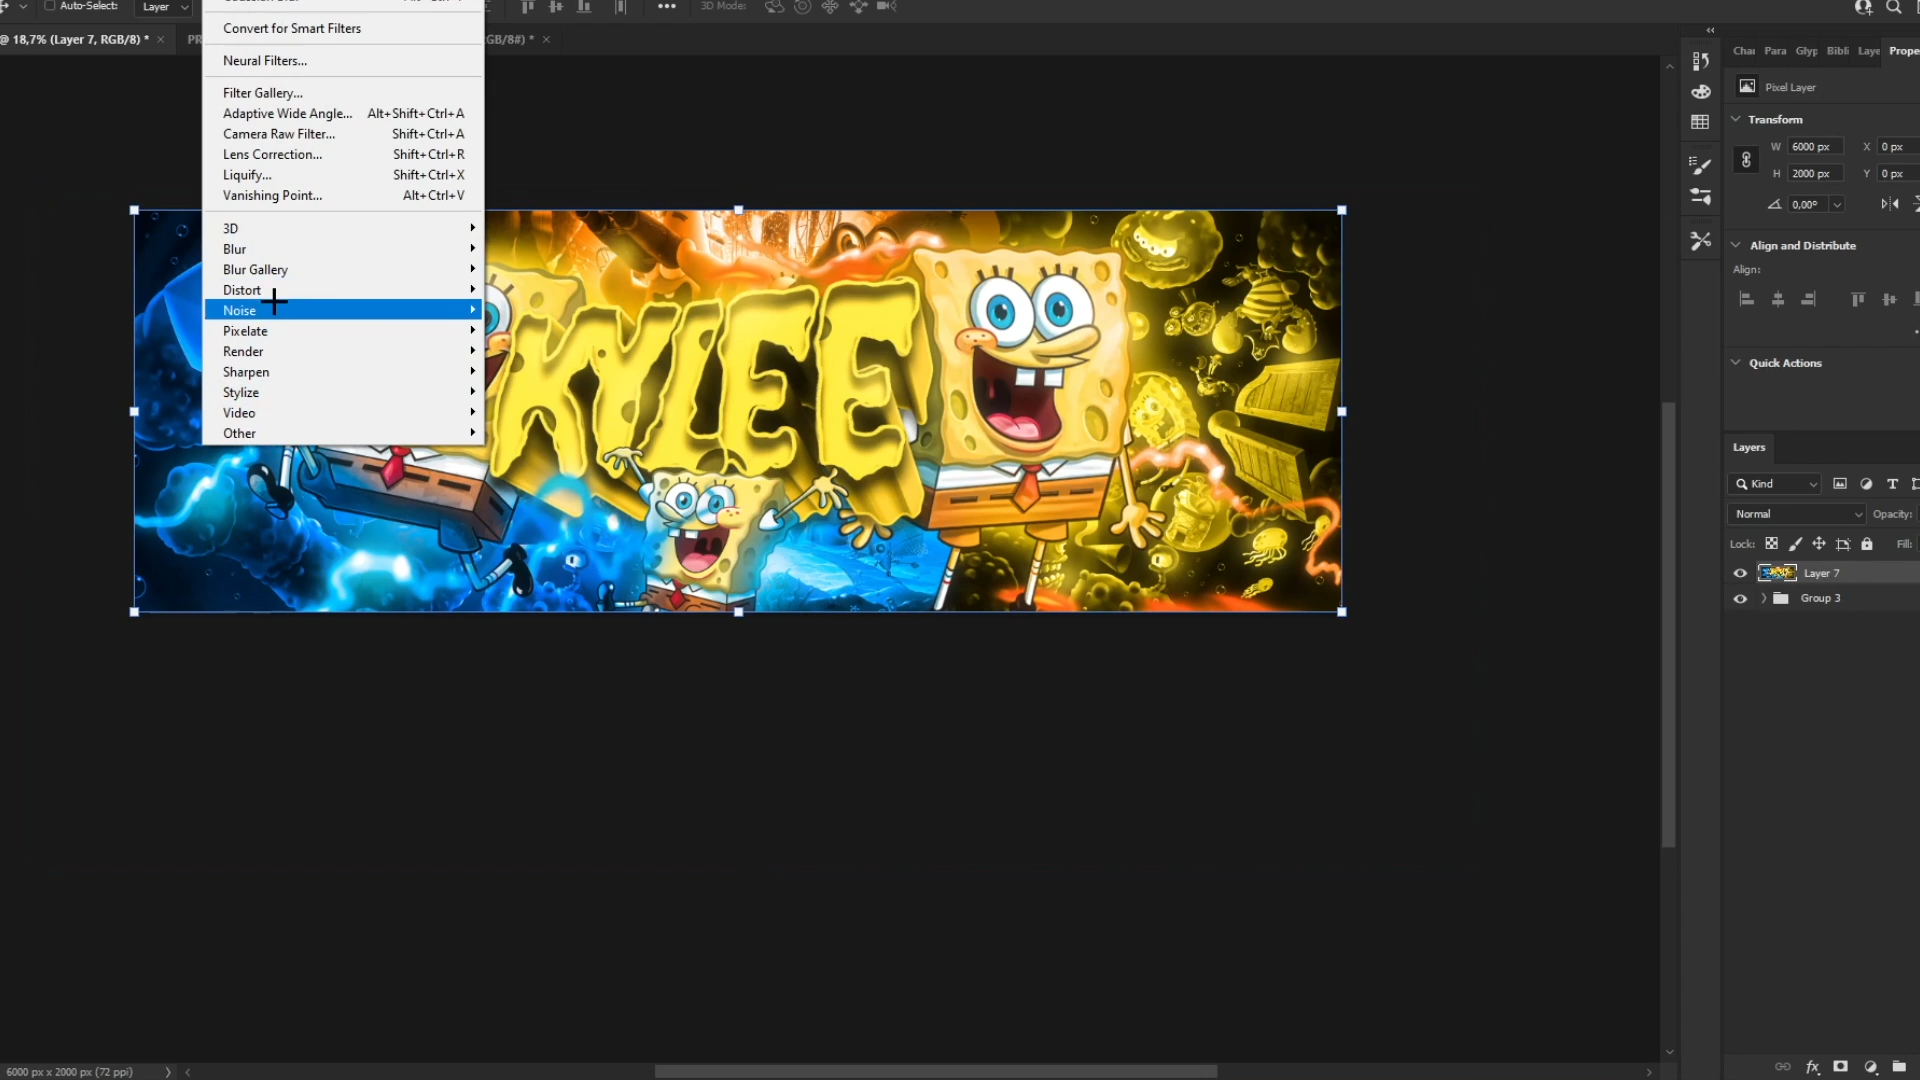 Auto-Select:
Layer
3D Mode:
@ 18,7% (Layer 7, RGB/8) *
GB/8#) *
Convert for Smart Filters
Neural Filters...
Filter Gallery...
Adaptive Wide Angle... Alt+Shift+Ctrl+A
Camera Raw Filter... Shift+Ctrl+A
Lens Correction... Shift+Ctrl+R
Liquify... Shift+Ctrl+X
Vanishing Point... Alt+Ctrl+V
3D
Blur
Blur Gallery
Distort
Noise
Pixelate
Render
Sharpen
Stylize
Video
Other
KYLEE
Char Para Glyp Bibli Laye Prope
Pixel Layer
Transform
W 6000 px X 0 px
H 2000 px Y 0 px
0,00°
Align and Distribute
Align:
Quick Actions
Layers
Kind
T
Normal Opacity:
Lock: Fill:
Layer 7
Group 3
fx
6000 px x 2000 px (72 ppi)